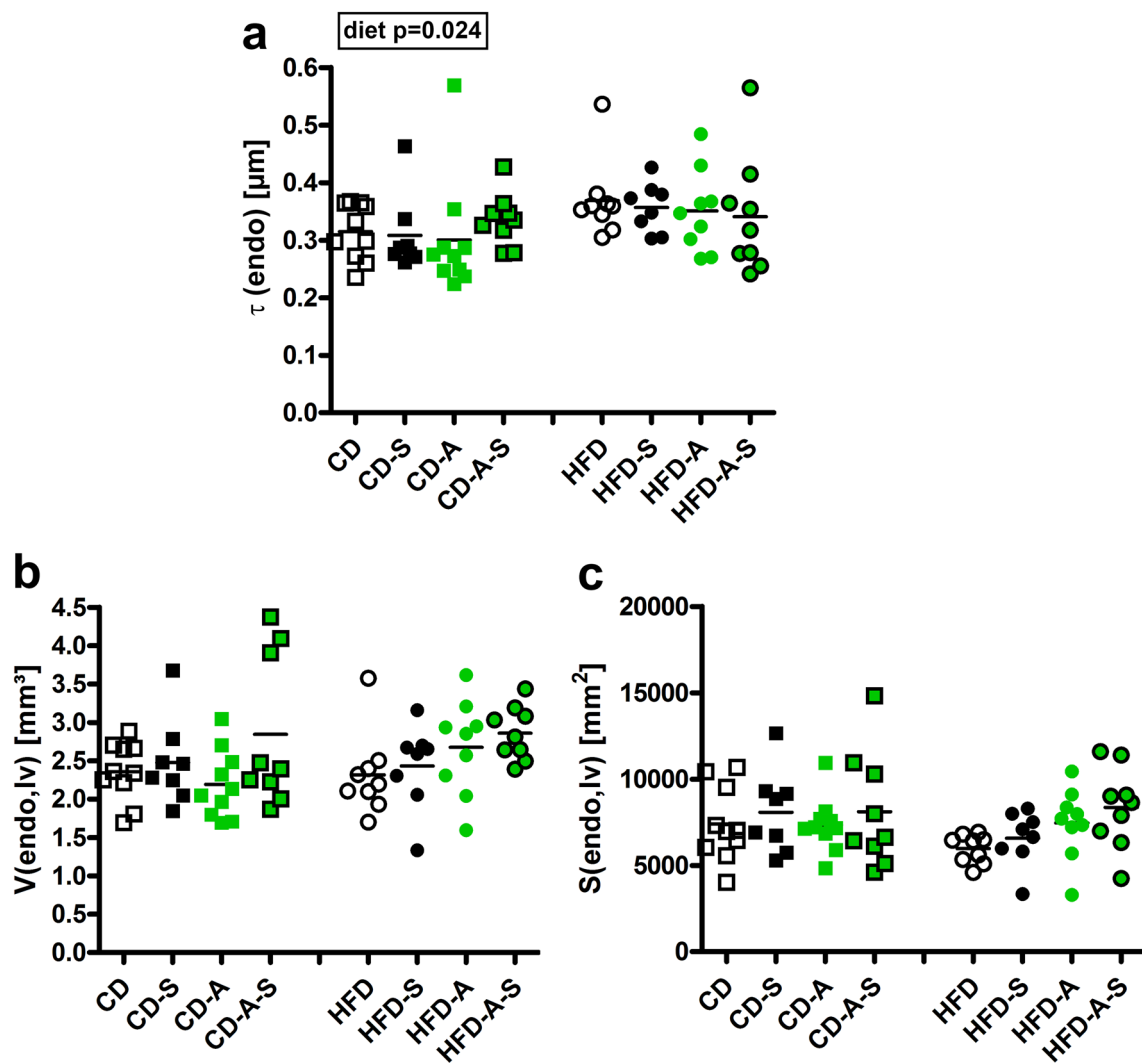 a
diet p=0.024
τ (endo) [µm]
0.6
0.5
0.4
0.3
0.2
0.1
0.0
CD
CD-S
CD-A
CD-A-S
HFD
HFD-S
HFD-A
HFD-A-S
b
V(endo,lv) [mm³]
4.5
4.0
3.5
3.0
2.5
2.0
1.5
1.0
0.5
0.0
CD
CD-S
CD-A
CD-A-S
HFD
HFD-S
HFD-A
HFD-A-S
c
S(endo,lv) [mm²]
20000
15000
10000
5000
0
CD
CD-S
CD-A
CD-A-S
HFD
HFD-S
HFD-A
HFD-A-S